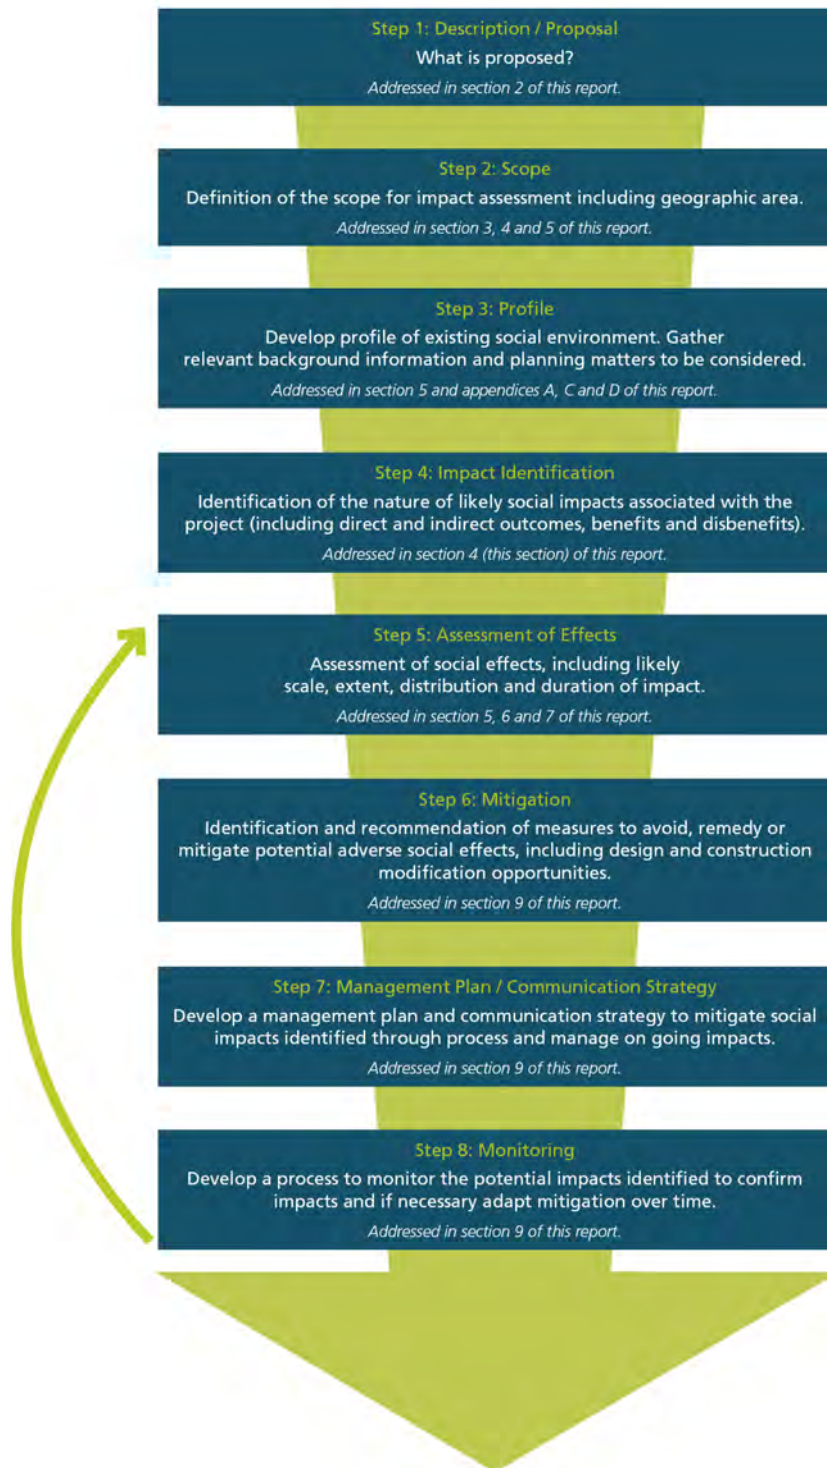 Step 1: Description / Proposal
What is proposed?
Addressed in section 2 of this report.
Step 2: Scope
Definition of the scope for impact assessment including geographic area.
Addressed in section 3, 4 and 5 of this report.
Step 3: Profile
Develop profile of existing social environment. Gather
relevant background information and planning matters to be considered.
Addressed in section 5 and appendices A, C and D of this report.
Step 4: Impact Identification
Identification of the nature of likely social impacts associated with the
project (including direct and indirect outcomes, benefits and disbenefits).
Addressed in section 4 (this section) of this report.
Step 5: Assessment of Effects
Assessment of social effects, including likely
scale, extent, distribution and duration of impact.
Addressed in section 5, 6 and 7 of this report.
Step 6: Mitigation
Identification and recommendation of measures to avoid, remedy or
mitigate potential adverse social effects, including design and construction
modification opportunities.
Addressed in section 9 of this report.
Step 7: Management Plan / Communication Strategy
Develop a management plan and communication strategy to mitigate social
impacts identified through process and manage on going impacts.
Addressed in section 9 of this report.
Step 8: Monitoring
Develop a process to monitor the potential impacts identified to confirm
impacts and if necessary adapt mitigation over time.
Addressed in section 9 of this report.